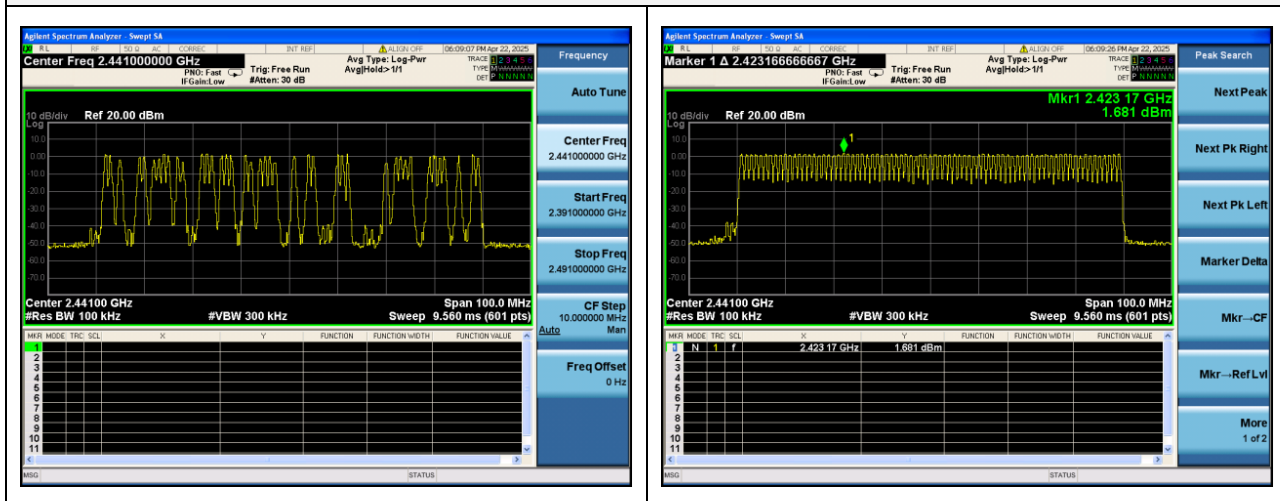 Agilent Spectrum Analyzer - Swept SA
RL RF 50 Ω AC CORREC INT REF ALIGN OFF 06:09:07 PM Apr 22, 2025
Center Freq 2.441000000 GHz
PNO: Fast
IFGain:Low
Trig: Free Run
#Atten: 30 dB
Avg Type: Log-Pwr
Avg|Hold:>1/1
TRACE 1 2 3 4 5 6
TYPE
DET P N N N N N
10 dB/div Ref 20.00 dBm
Log
10.0
0.00
-10.0
-20.0
-30.0
-40.0
-50.0
-60.0
-70.0
Center 2.44100 GHz Span 100.0 MHz
#Res BW 100 kHz #VBW 300 kHz Sweep 9.560 ms (601 pts)
MKR MODE TRC SCL X Y FUNCTION FUNCTION WIDTH FUNCTION VALUE
1
2
3
4
5
6
7
8
9
10
11
MSG STATUS
Frequency
Auto Tune
Center Freq
2.441000000 GHz
Start Freq
2.391000000 GHz
Stop Freq
2.491000000 GHz
CF Step
10.000000 MHz
Auto Man
Freq Offset
0 Hz
Agilent Spectrum Analyzer - Swept SA
RL RF 50 Ω AC CORREC INT REF ALIGN OFF 06:09:26 PM Apr 22, 2025
Marker 1 Δ 2.423166666667 GHz
PNO: Fast
IFGain:Low
Trig: Free Run
#Atten: 30 dB
Avg Type: Log-Pwr
Avg|Hold:>1/1
TRACE 1 2 3 4 5 6
TYPE
DET P N N N N N
Mkr1 2.423 17 GHz
1.681 dBm
10 dB/div Ref 20.00 dBm
Log
10.0
0.00
-10.0
-20.0
-30.0
-40.0
-50.0
-60.0
-70.0
1
Center 2.44100 GHz Span 100.0 MHz
#Res BW 100 kHz #VBW 300 kHz Sweep 9.560 ms (601 pts)
MKR MODE TRC SCL X Y FUNCTION FUNCTION WIDTH FUNCTION VALUE
1 N 1 f 2.423 17 GHz 1.681 dBm
2
3
4
5
6
7
8
9
10
11
MSG STATUS
Peak Search
Next Peak
Next Pk Right
Next Pk Left
Marker Delta
Mkr→CF
Mkr→Ref Lvl
More
1 of 2